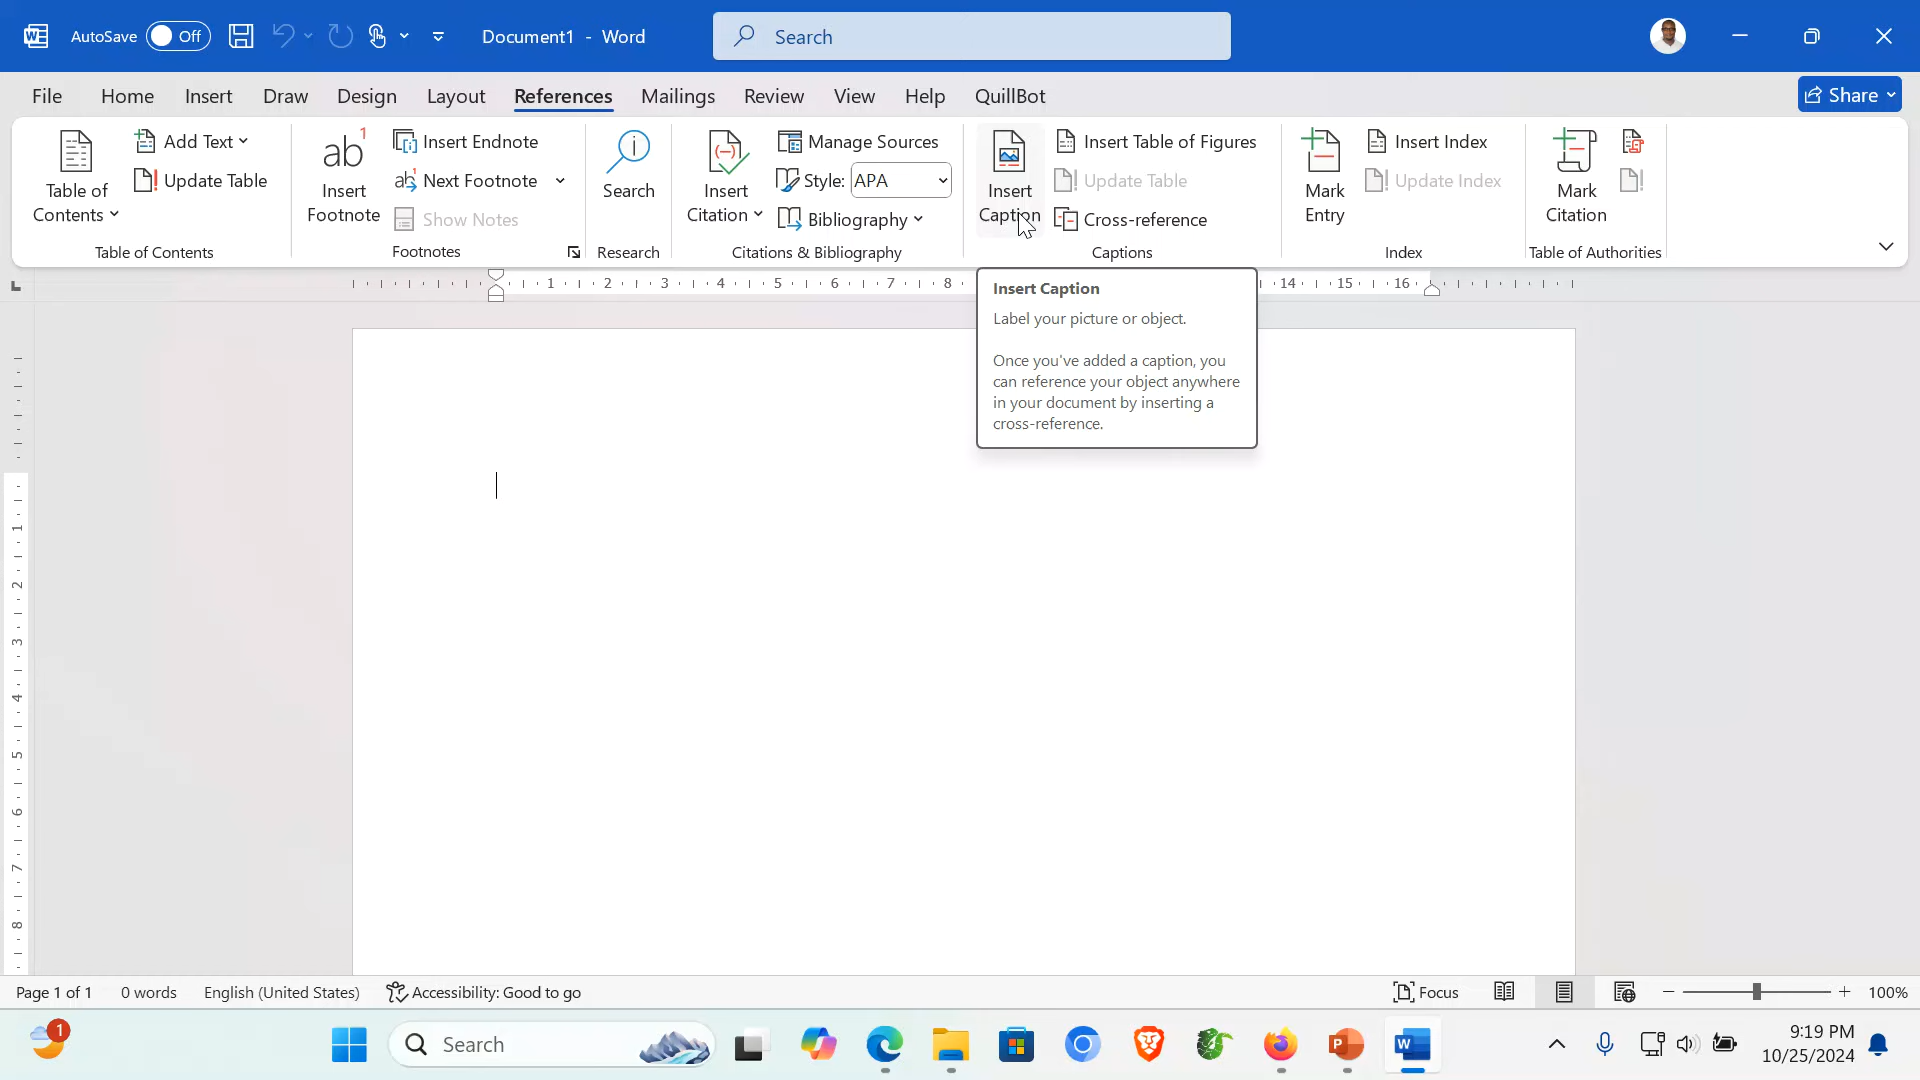 AutoSave Off Document1 - Word Search
File Home Insert Draw Design Layout References Mailings Review View Help QuillBot Share
Table of Contents
Add Text
Update Table
Table of Contents
ab1
Insert Footnote
Insert Endnote
Next Footnote
Show Notes
Footnotes
Search
Research
Insert Citation
Manage Sources
Style: APA
Bibliography
Citations & Bibliography
Insert Caption
Insert Table of Figures
Update Table
Cross-reference
Captions
Mark Entry
Insert Index
Update Index
Index
Mark Citation
Table of Authorities
1 2 3 4 5 6 7 8 14 15 16
Insert Caption
Label your picture or object.
Once you've added a caption, you
can reference your object anywhere
in your document by inserting a
cross-reference.
1
2
3
4
5
6
7
8
Page 1 of 1 0 words English (United States) Accessibility: Good to go Focus 100%
1 Search 9:19 PM
10/25/2024